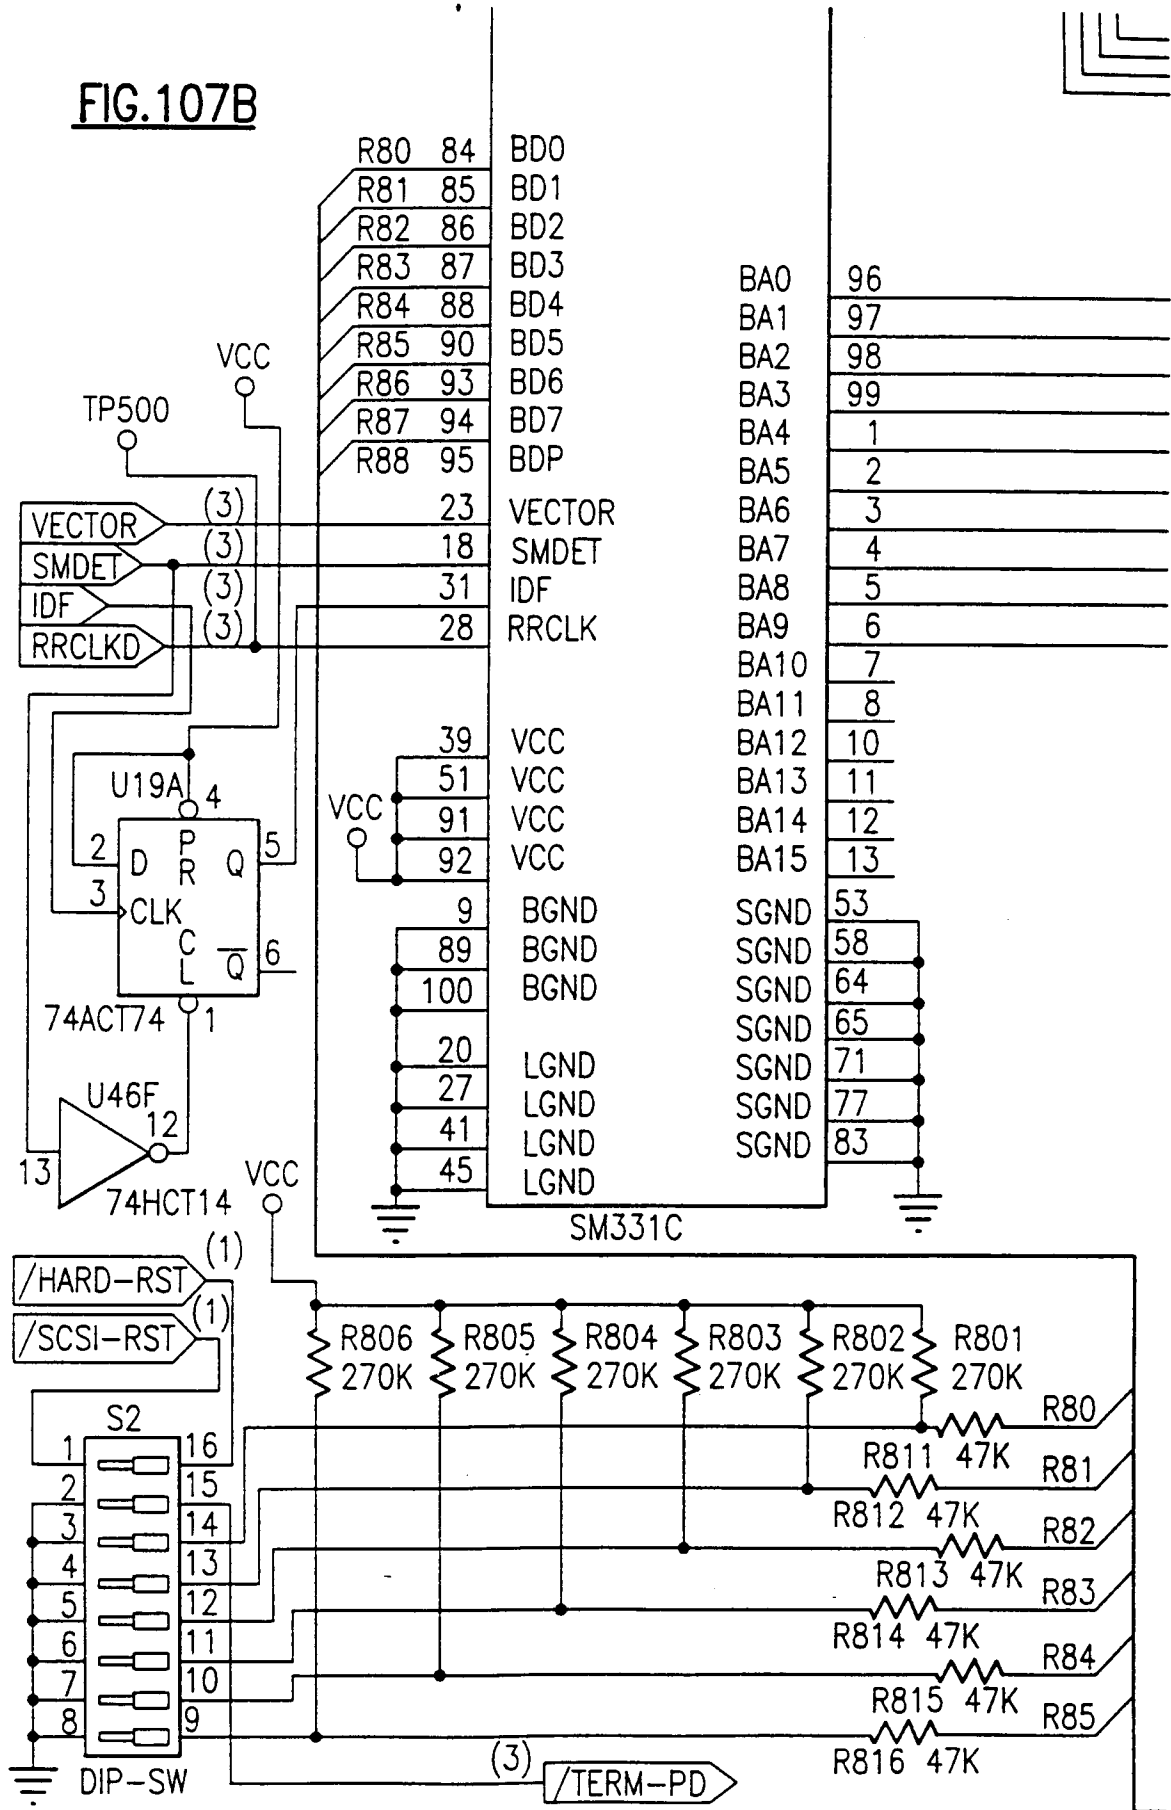 FIG.107B
R80 84 BD0
R81 85 BD1
R82 86 BD2
R83 87 BD3
R84 88 BD4
R85 90 BD5
R86 93 BD6
R87 94 BD7
R88 95 BDP
BA0 96
BA1 97
BA2 98
BA3 99
BA4 1
BA5 2
BA6 3
BA7 4
BA8 5
BA9 6
BA10 7
BA11 8
BA12 10
BA13 11
BA14 12
BA15 13
VCC
TP500
VECTOR (3) 23 VECTOR
SMDET (3) 18 SMDET
IDF (3) 31 IDF
RRCLKD (3) 28 RRCLK
39 VCC
51 VCC
91 VCC
92 VCC
VCC
U19A 4
2 D PR Q 5
3 CLK
CL Q 6
74ACT74 1
9 BGND
89 BGND
100 BGND
20 LGND
27 LGND
41 LGND
45 LGND
SGND 53
SGND 58
SGND 64
SGND 65
SGND 71
SGND 77
SGND 83
U46F
12
13
74HCT14
SM331C
VCC
/HARD-RST (1)
/SCSI-RST (1)
R806 270K
R805 270K
R804 270K
R803 270K
R802 270K
R801 270K
S2
1 16
2 15
3 14
4 13
5 12
6 11
7 10
8 9
DIP-SW
R811 47K R80
R812 47K R81
R813 47K R82
R814 47K R83
R815 47K R84
R816 47K R85
(3) /TERM-PD